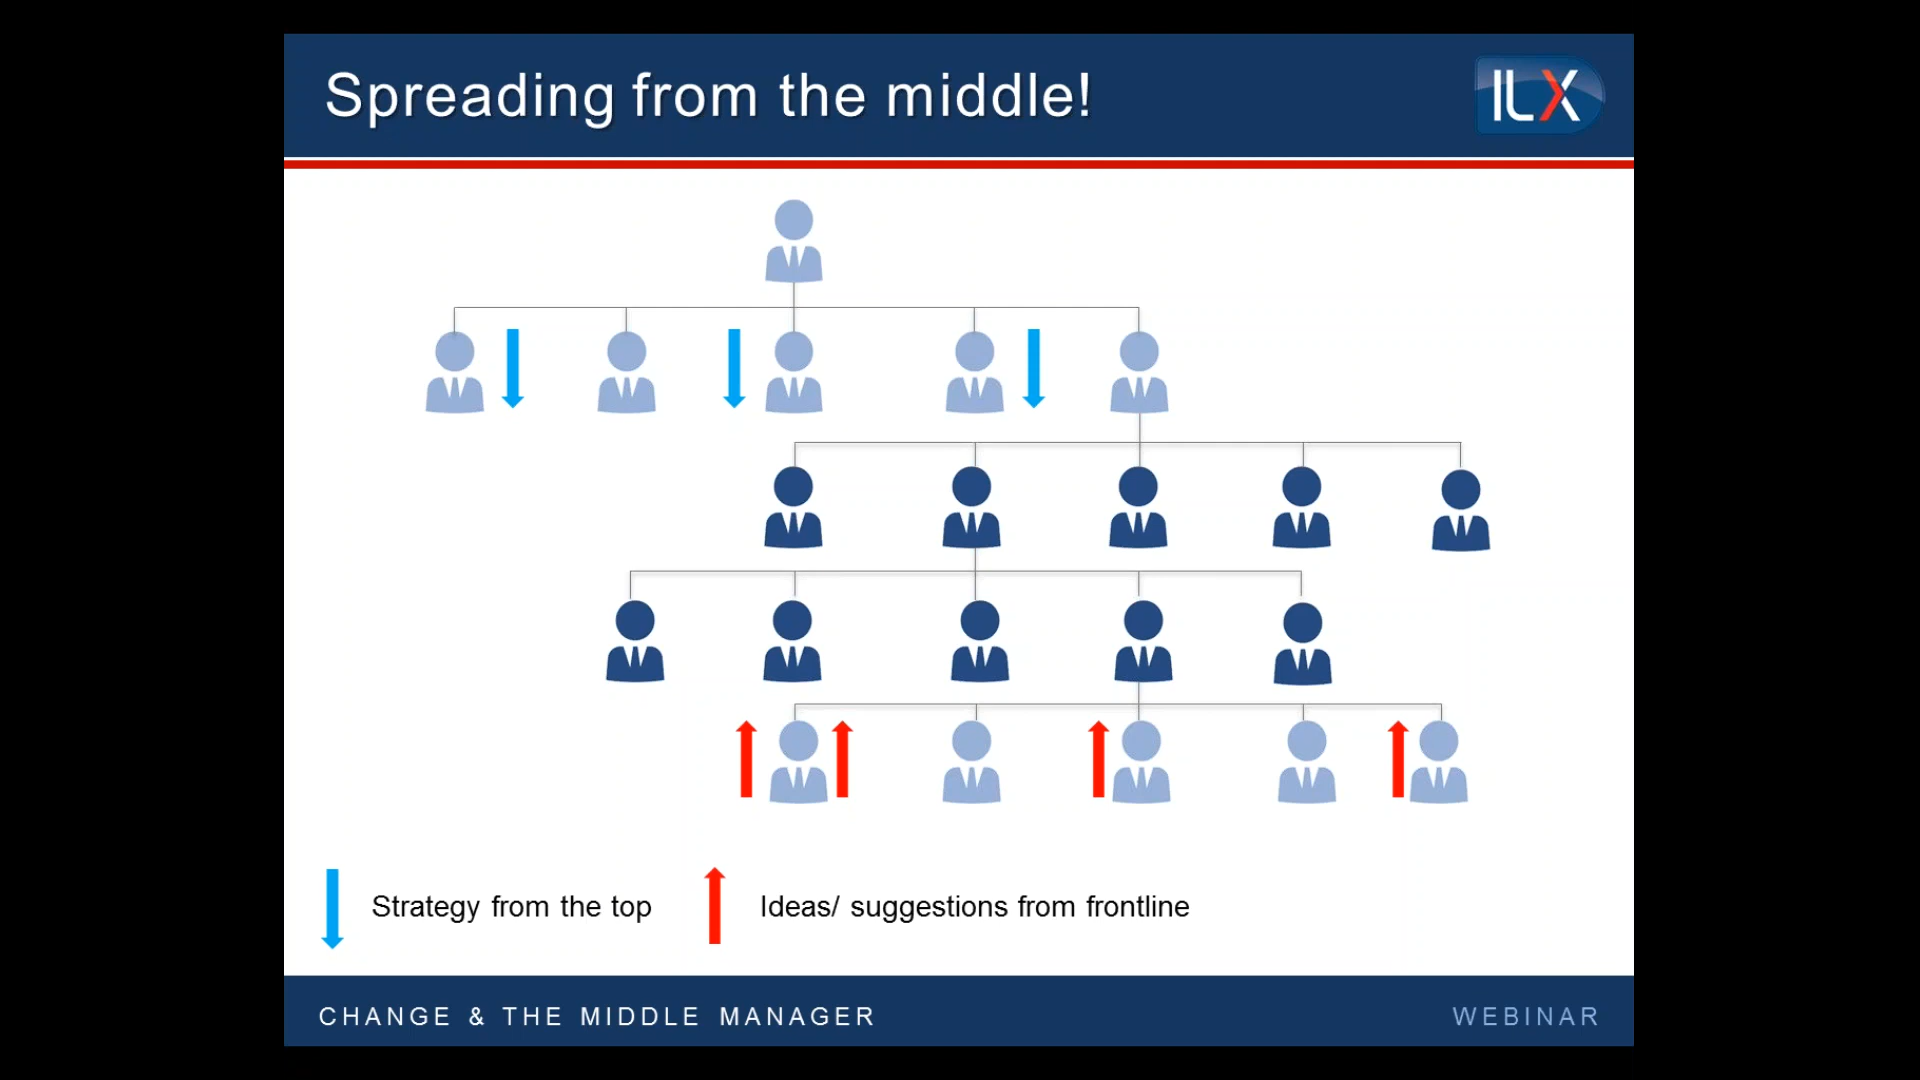 Spreading from the middle!
ILX
Strategy from the top
Ideas/ suggestions from frontline
CHANGE & THE MIDDLE MANAGER
WEBINAR